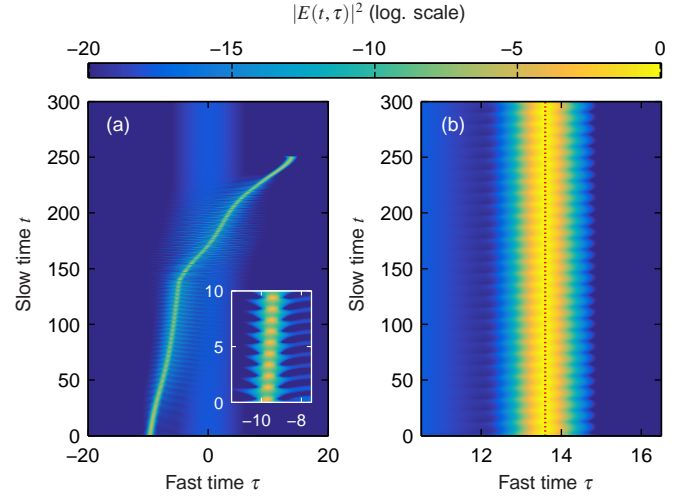 |E(t, τ)|² (log. scale)
−20 −15 −10 −5 0
(a) (b)
300 250 200 150 100 50 0
Slow time t
−20 0 20
Fast time τ
10 5 0
−10 −8
300 250 200 150 100 50 0
Slow time t
12 14 16
Fast time τ